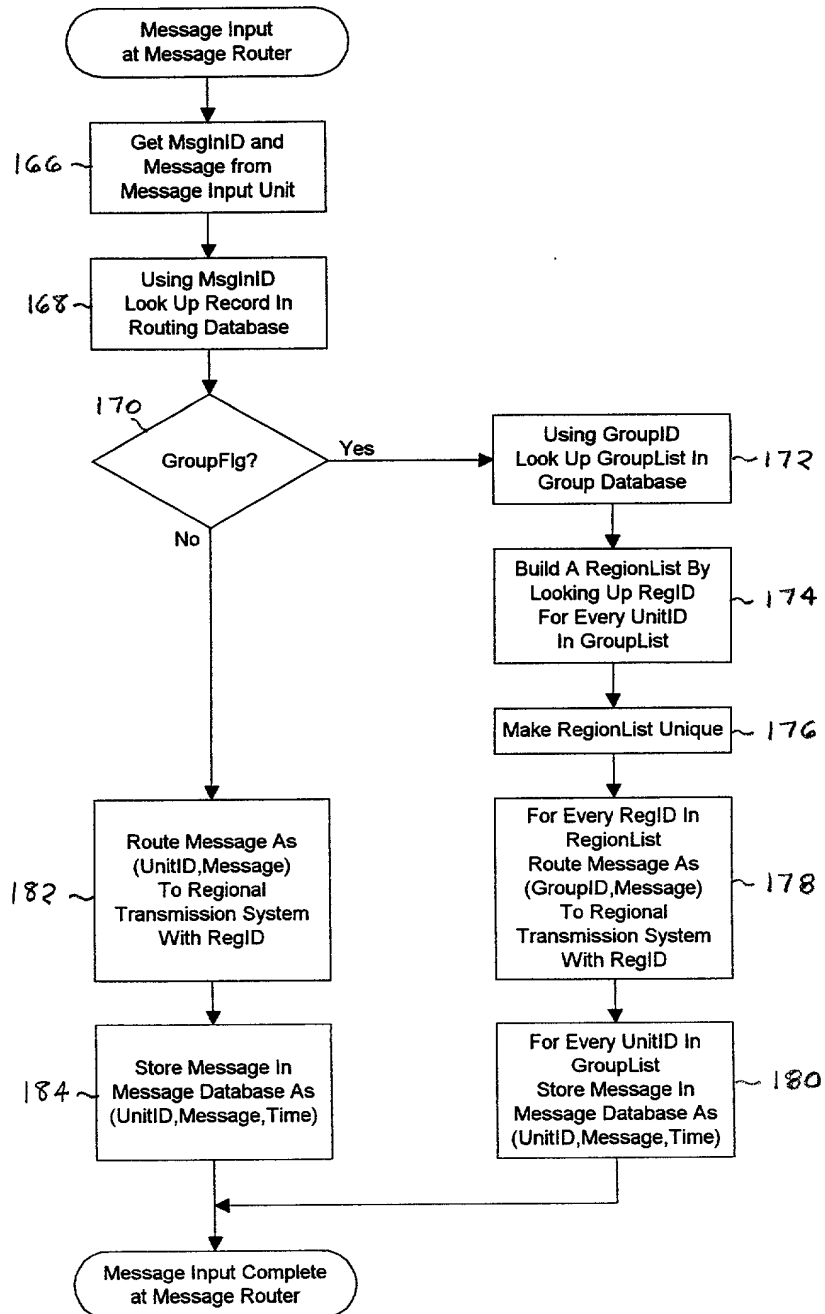 Message Input
at Message Router
166
Get MsgInID and
Message from
Message Input Unit
168
Using MsgInID
Look Up Record In
Routing Database
170
GroupFlg?
Yes
No
Using GroupID
Look Up GroupList In
Group Database
172
Build A RegionList By
Looking Up RegID
For Every UnitID
In GroupList
174
Make RegionList Unique
176
For Every RegID In
RegionList
Route Message As
(GroupID,Message)
To Regional
Transmission System
With RegID
178
182
Route Message As
(UnitID,Message)
To Regional
Transmission System
With RegID
For Every UnitID In
GroupList
Store Message In
Message Database As
(UnitID,Message,Time)
180
184
Store Message In
Message Database As
(UnitID,Message,Time)
Message Input Complete
at Message Router